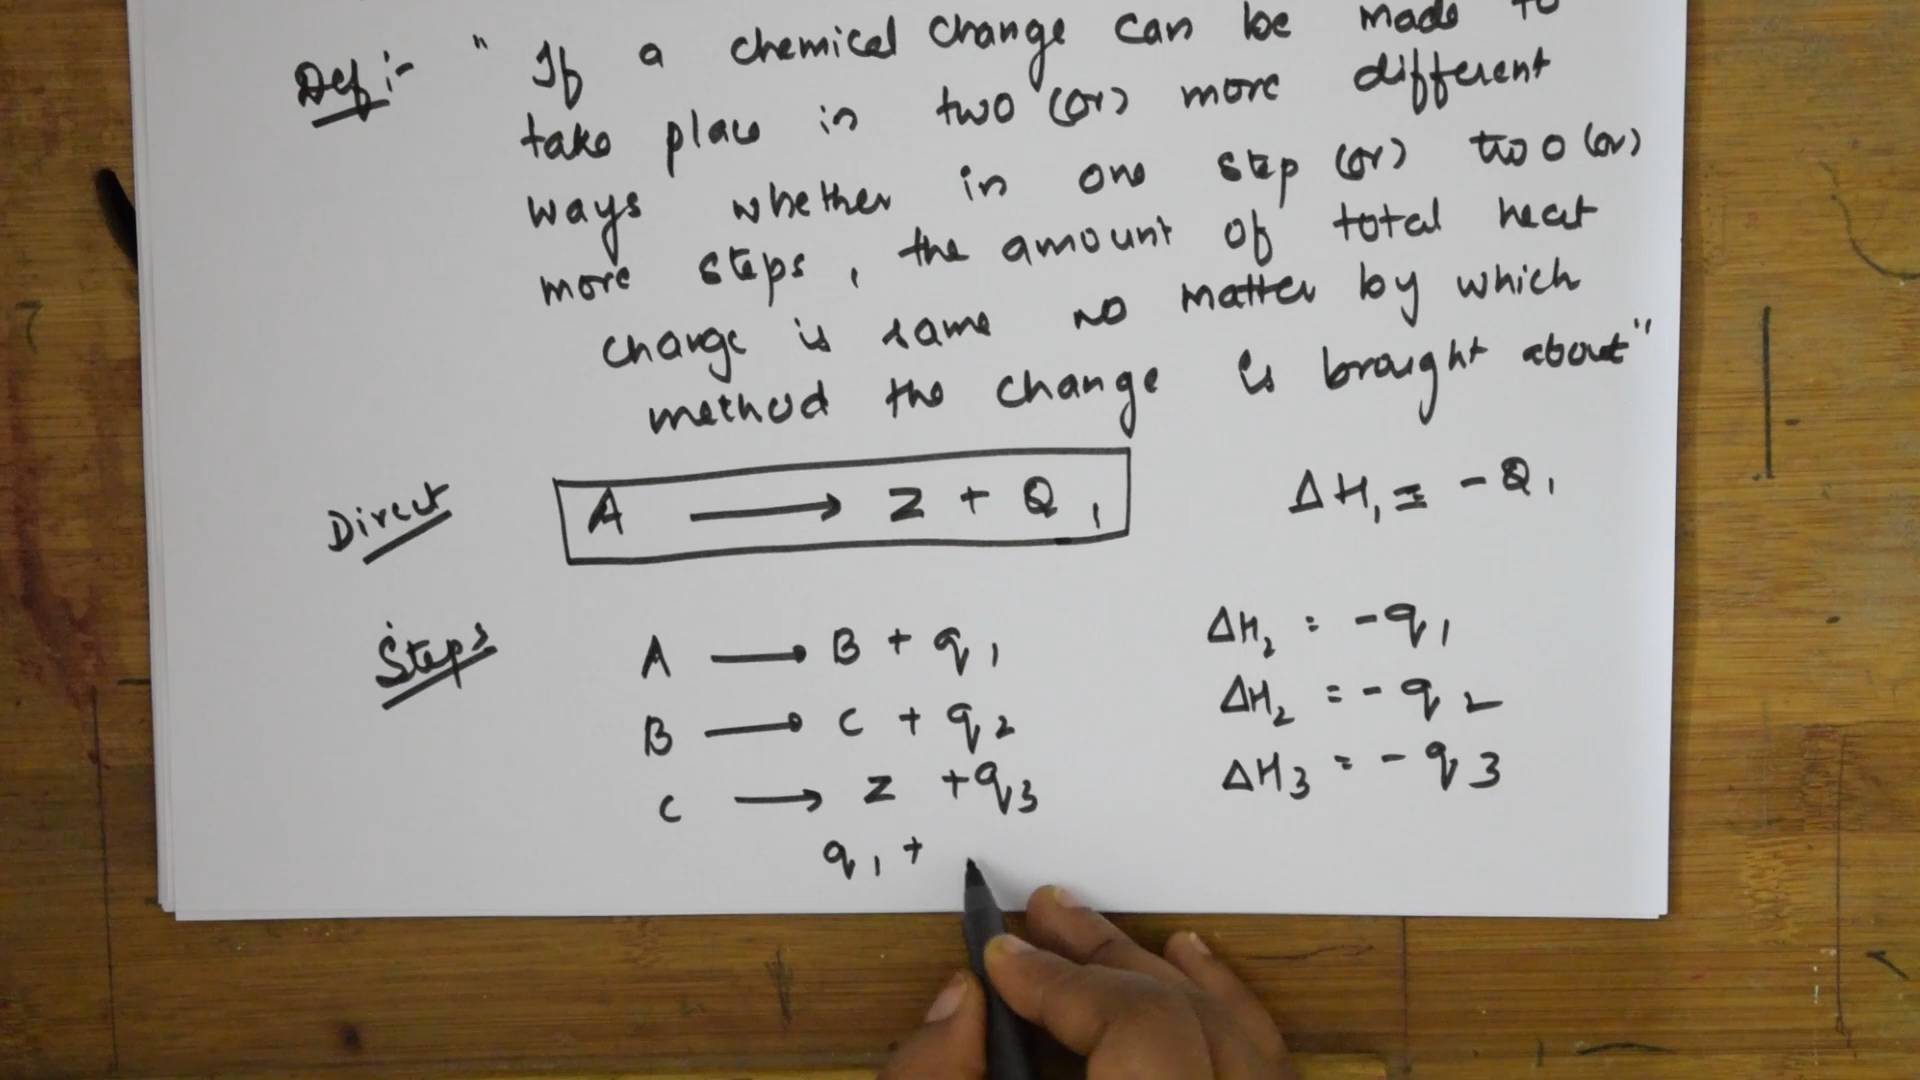 Def:- " If a chemical change can be made to
take place in two (or) more different
ways whether in one step (or) two (or)
more steps, the amount of total heat
change is same no matter by which
method the change is brought about"
Direct A → Z + Q1 ΔH1 = -Q1
Steps A → B + q1 ΔH2 = -q1
B → C + q2 ΔH2 = -q2
C → Z + q3 ΔH3 = -q3
q1 +